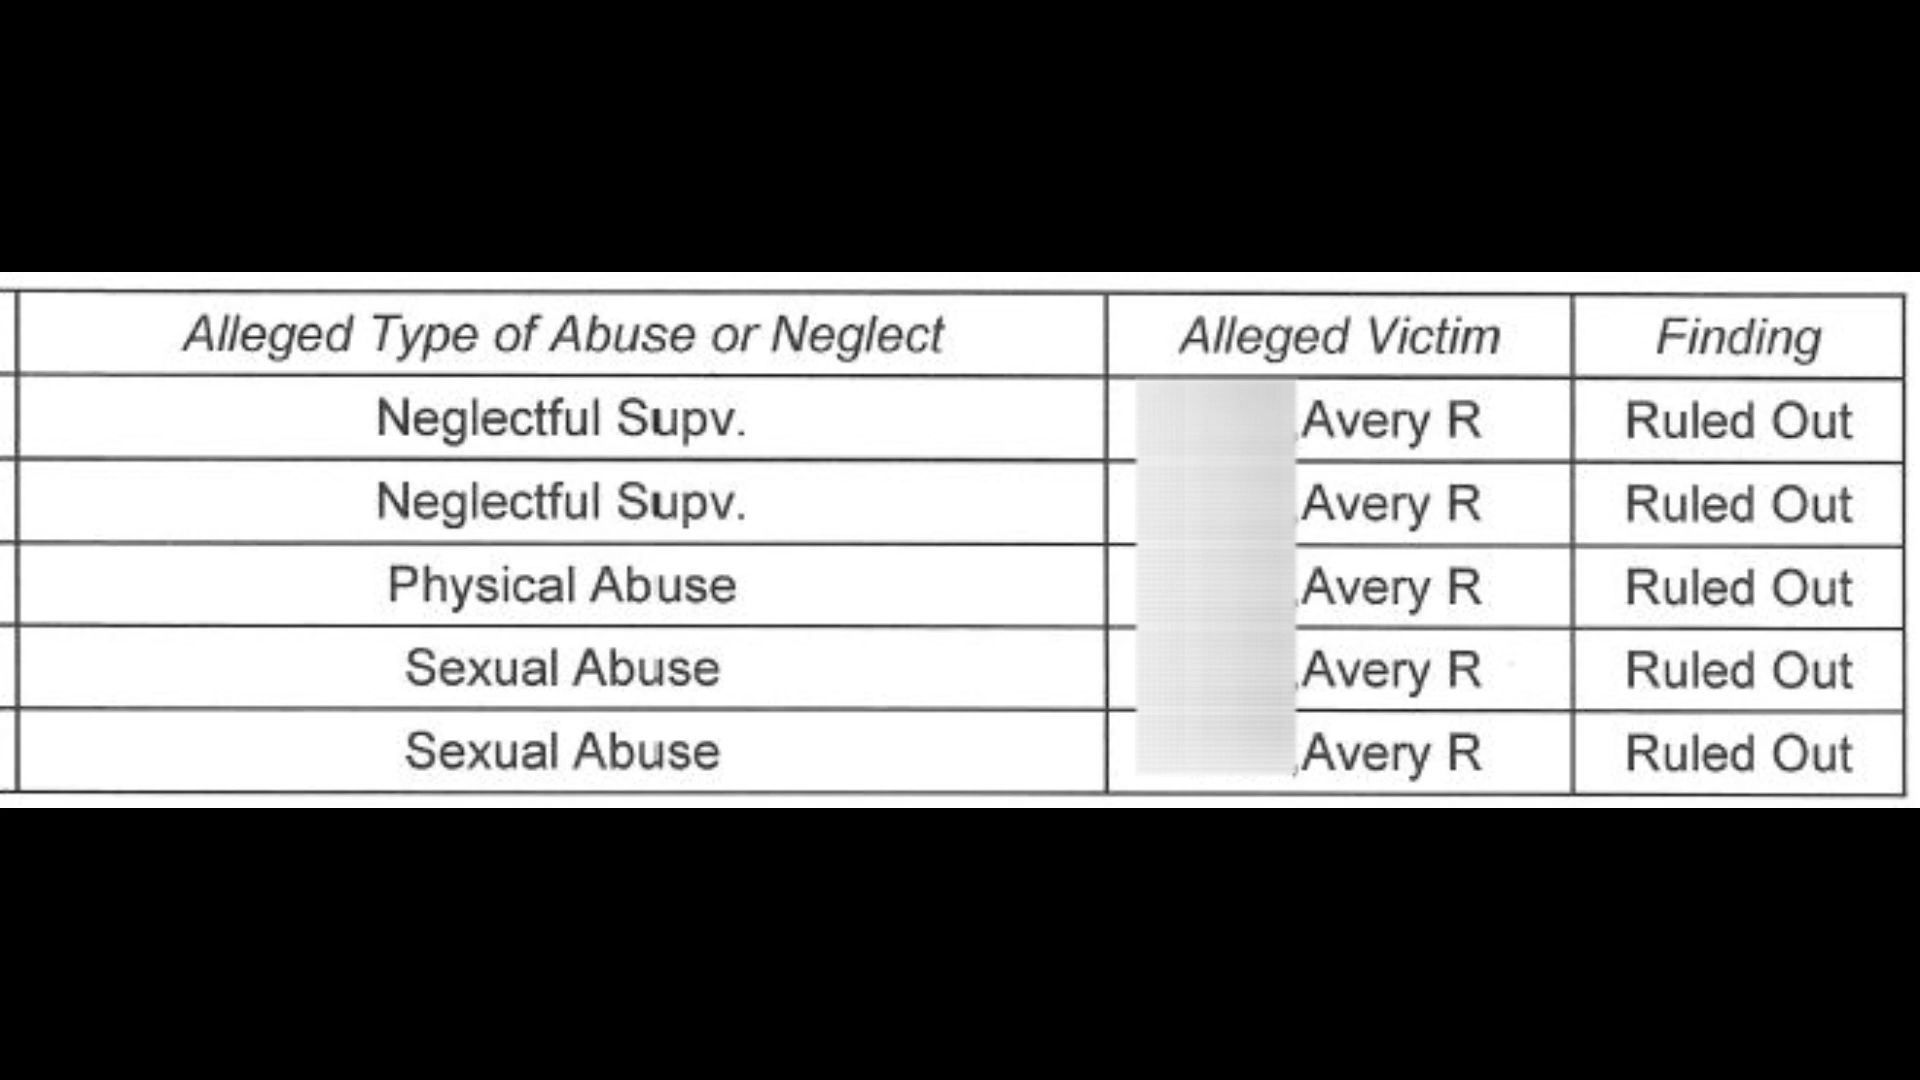 Alleged Type of Abuse or Neglect Alleged Victim Finding
Neglectful Supv. ,Avery R Ruled Out
Neglectful Supv. ,Avery R Ruled Out
Physical Abuse ,Avery R Ruled Out
Sexual Abuse ,Avery R Ruled Out
Sexual Abuse ,Avery R Ruled Out